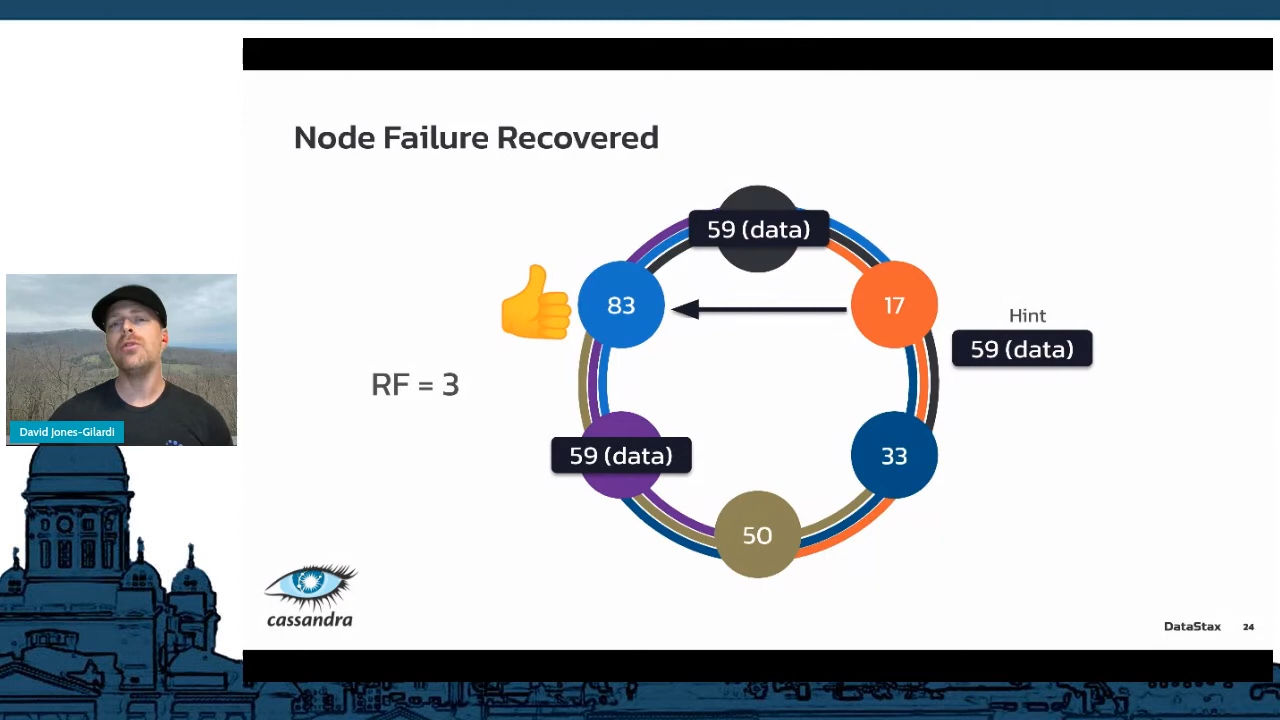 Node Failure Recovered
59 (data)
83
17
Hint
59 (data)
RF = 3
59 (data)
33
50
David Jones-Gilardi
cassandra
DataStax
24